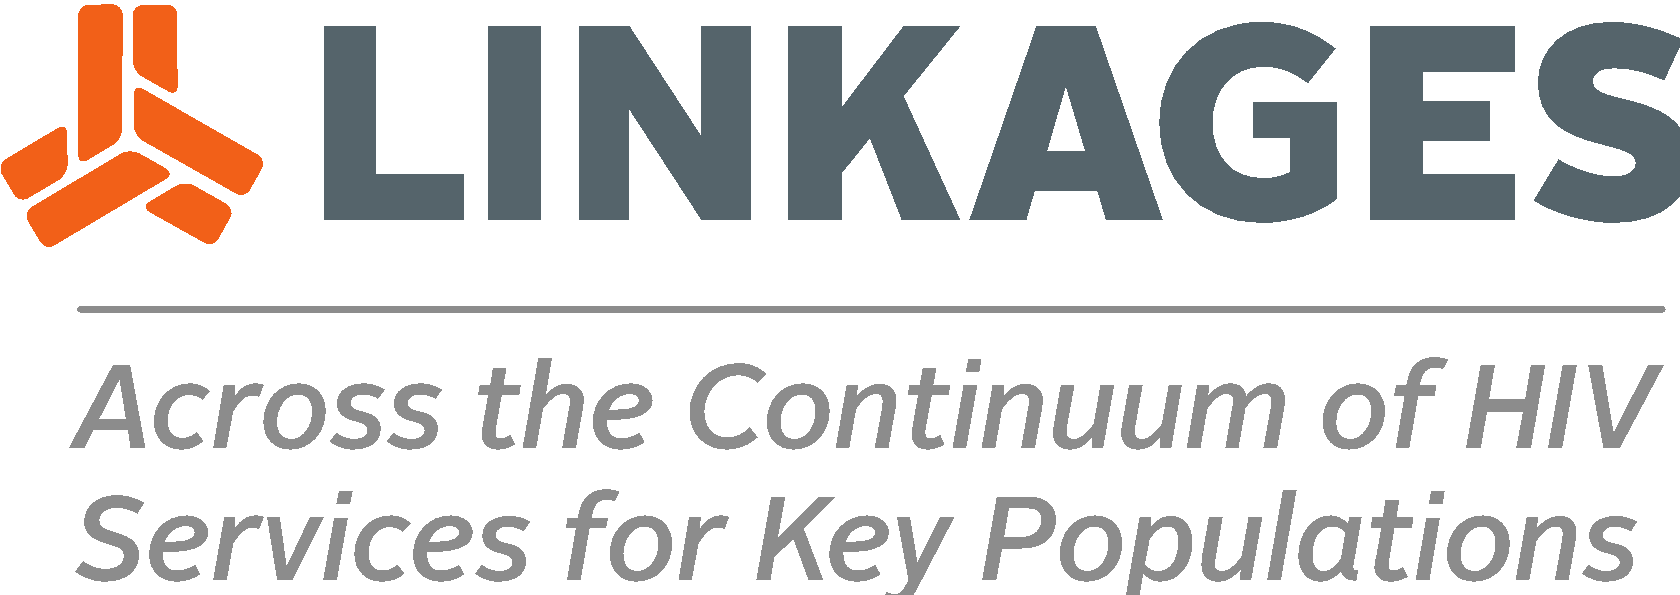 LINKAGES
Across the Continuum of HIV
Services for Key Populations